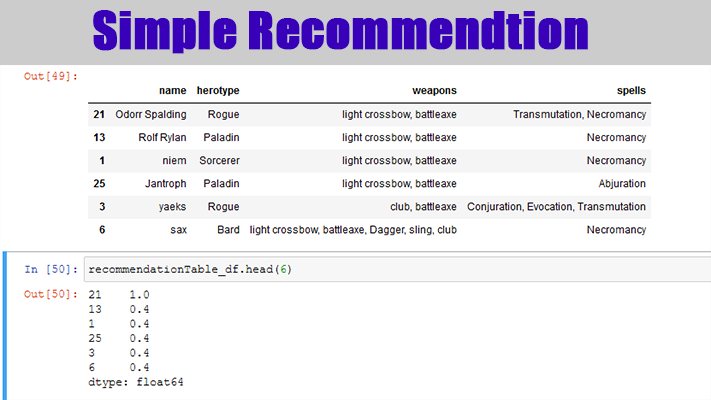 Simple Recommendtion
Out[49]:
name herotype weapons spells
21 Odorr Spalding Rogue light crossbow, battleaxe Transmutation, Necromancy
13 Rolf Rylan Paladin light crossbow, battleaxe Necromancy
1 niem Sorcerer light crossbow, battleaxe Necromancy
25 Jantroph Paladin light crossbow, battleaxe Abjuration
3 yaeks Rogue club, battleaxe Conjuration, Evocation, Transmutation
6 sax Bard light crossbow, battleaxe, Dagger, sling, club Necromancy
In [50]: recommendationTable_df.head(6)
Out[50]: 21 1.0
13 0.4
1 0.4
25 0.4
3 0.4
6 0.4
dtype: float64